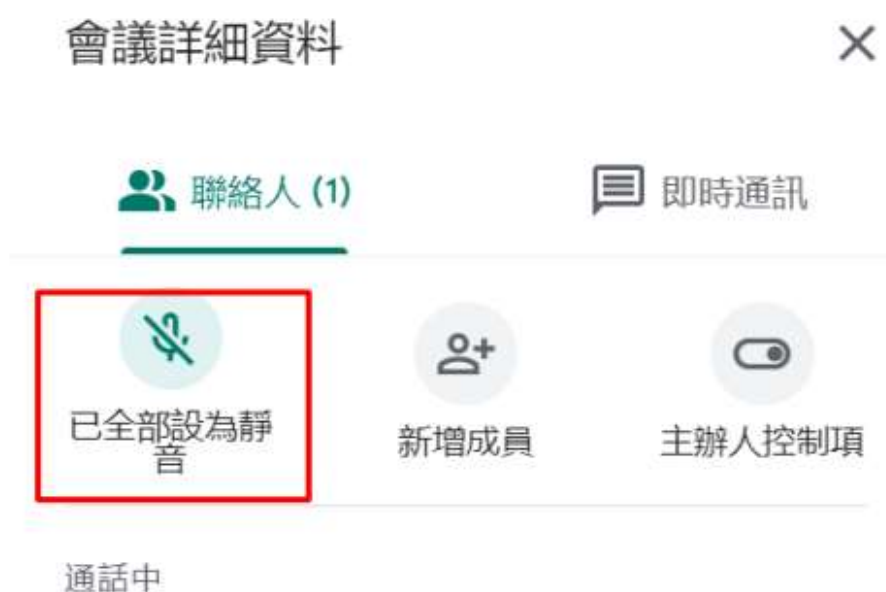 會議詳細資料
聯絡人 (1)
即時通訊
已全部設為靜
音
新增成員
主辦人控制項
通話中